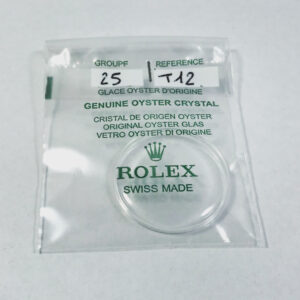 GROUPF REFERENCE
25 / T12
GLACE OYSTER D'ORIGINE
GENUINE OYSTER CRYSTAL
CRISTAL DE ORIGEN OYSTER
ORIGINAL OYSTER GLAS
VETRO OYSTER DI ORIGINE
ROLEX
SWISS MADE